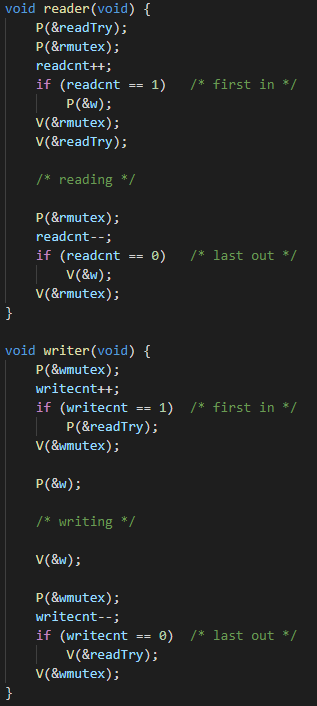 void reader(void) {
    P(&readTry);
    P(&rmutex);
    readcnt++;
    if (readcnt == 1)   /* first in */
        P(&w);
    V(&rmutex);
    V(&readTry);

    /* reading */

    P(&rmutex);
    readcnt--;
    if (readcnt == 0)   /* last out */
        V(&w);
    V(&rmutex);
}

void writer(void) {
    P(&wmutex);
    writecnt++;
    if (writecnt == 1)  /* first in */
        P(&readTry);
    V(&wmutex);

    P(&w);

    /* writing */

    V(&w);

    P(&wmutex);
    writecnt--;
    if (writecnt == 0)  /* last out */
        V(&readTry);
    V(&wmutex);
}